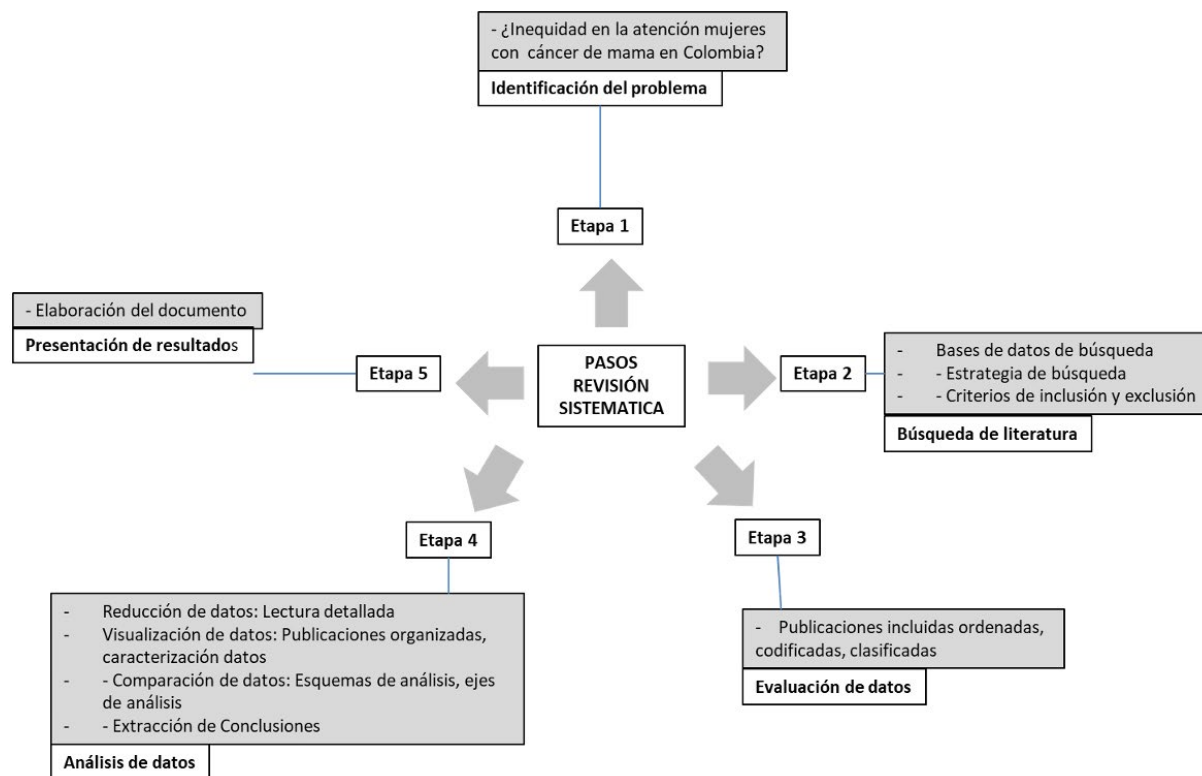 - ¿Inequidad en la atención mujeres
con cáncer de mama en Colombia?
Identificación del problema
Etapa 1
- Elaboración del documento
Presentación de resultados
Etapa 5
PASOS
REVISIÓN
SISTEMATICA
Etapa 2
- Bases de datos de búsqueda
- - Estrategia de búsqueda
- - Criterios de inclusión y exclusión
Búsqueda de literatura
Etapa 4
- Reducción de datos: Lectura detallada
- Visualización de datos: Publicaciones organizadas,
caracterización datos
- - Comparación de datos: Esquemas de análisis, ejes
de análisis
- - Extracción de Conclusiones
Análisis de datos
Etapa 3
- Publicaciones incluidas ordenadas,
codificadas, clasificadas
Evaluación de datos